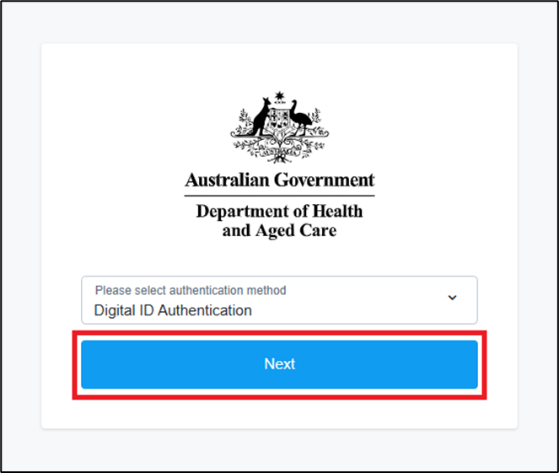 Australian Government
Department of Health
and Aged Care
Please select authentication method
Digital ID Authentication
Next